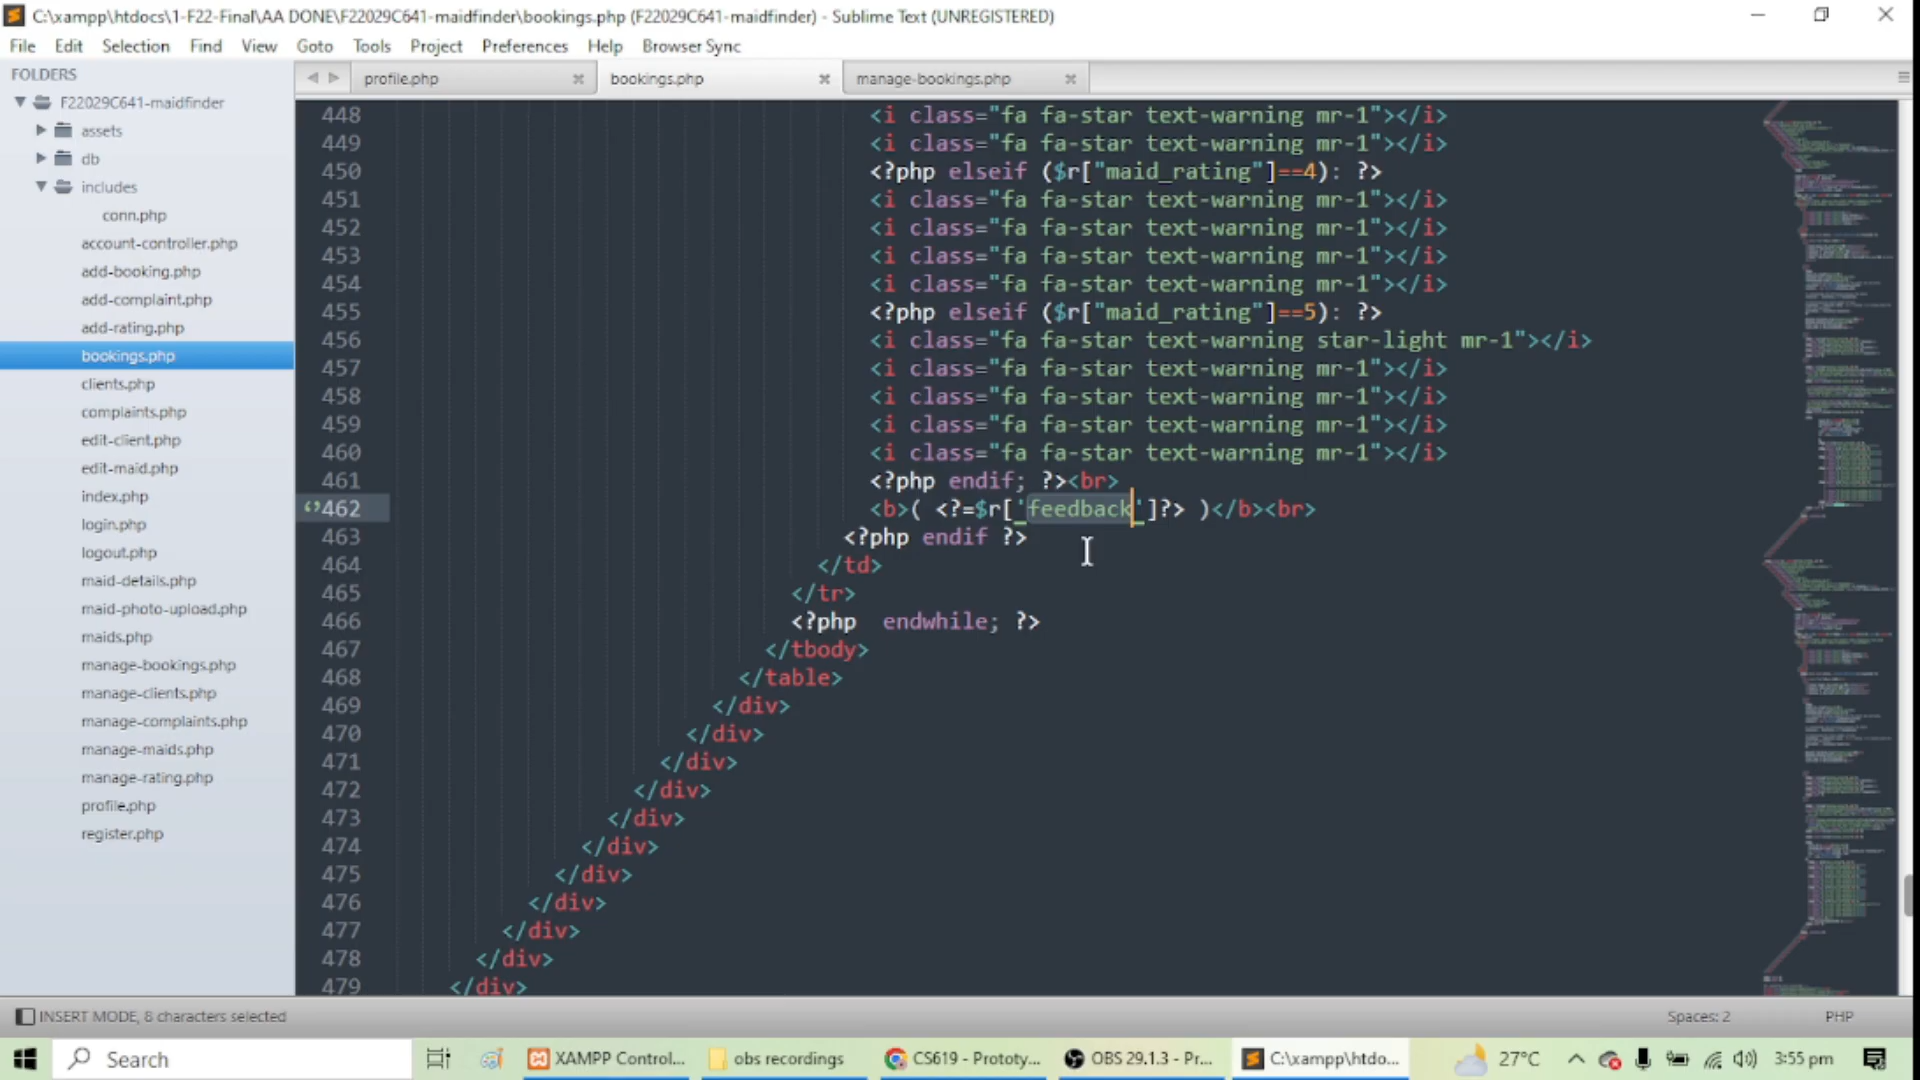 C:\xampp\htdocs\1-F22-Final\AA DONE\F22029C641-maidfinder\bookings.php (F22029C641-maidfinder) - Sublime Text (UNREGISTERED)
File Edit Selection Find View Goto Tools Project Preferences Help Browser Sync
FOLDERS
F22029C641-maidfinder
assets
db
includes
conn.php
account-controller.php
add-booking.php
add-complaint.php
add-rating.php
bookings.php
clients.php
complaints.php
edit-client.php
edit-maid.php
index.php
login.php
logout.php
maid-details.php
maid-photo-upload.php
maids.php
manage-bookings.php
manage-clients.php
manage-complaints.php
manage-maids.php
manage-rating.php
profile.php
register.php
profile.php bookings.php manage-bookings.php
448 <i class="fa fa-star text-warning mr-1"></i>
449 <i class="fa fa-star text-warning mr-1"></i>
450 <?php elseif ($r["maid_rating"]==4): ?>
451 <i class="fa fa-star text-warning mr-1"></i>
452 <i class="fa fa-star text-warning mr-1"></i>
453 <i class="fa fa-star text-warning mr-1"></i>
454 <i class="fa fa-star text-warning mr-1"></i>
455 <?php elseif ($r["maid_rating"]==5): ?>
456 <i class="fa fa-star text-warning star-light mr-1"></i>
457 <i class="fa fa-star text-warning mr-1"></i>
458 <i class="fa fa-star text-warning mr-1"></i>
459 <i class="fa fa-star text-warning mr-1"></i>
460 <i class="fa fa-star text-warning mr-1"></i>
461 <?php endif; ?><br>
462 <b>( <?=$r['feedback']?> )</b><br>
463 <?php endif ?>
464 </td>
465 </tr>
466 <?php  endwhile; ?>
467 </tbody>
468 </table>
469 </div>
470 </div>
471 </div>
472 </div>
473 </div>
474 </div>
475 </div>
476 </div>
477 </div>
478 </div>
479 </div>
INSERT MODE, 8 characters selected Spaces: 2 PHP
Search XAMPP Control... obs recordings CS619 - Prototy... OBS 29.1.3 - Pr... C:\xampp\htdo... 27°C 3:55 pm